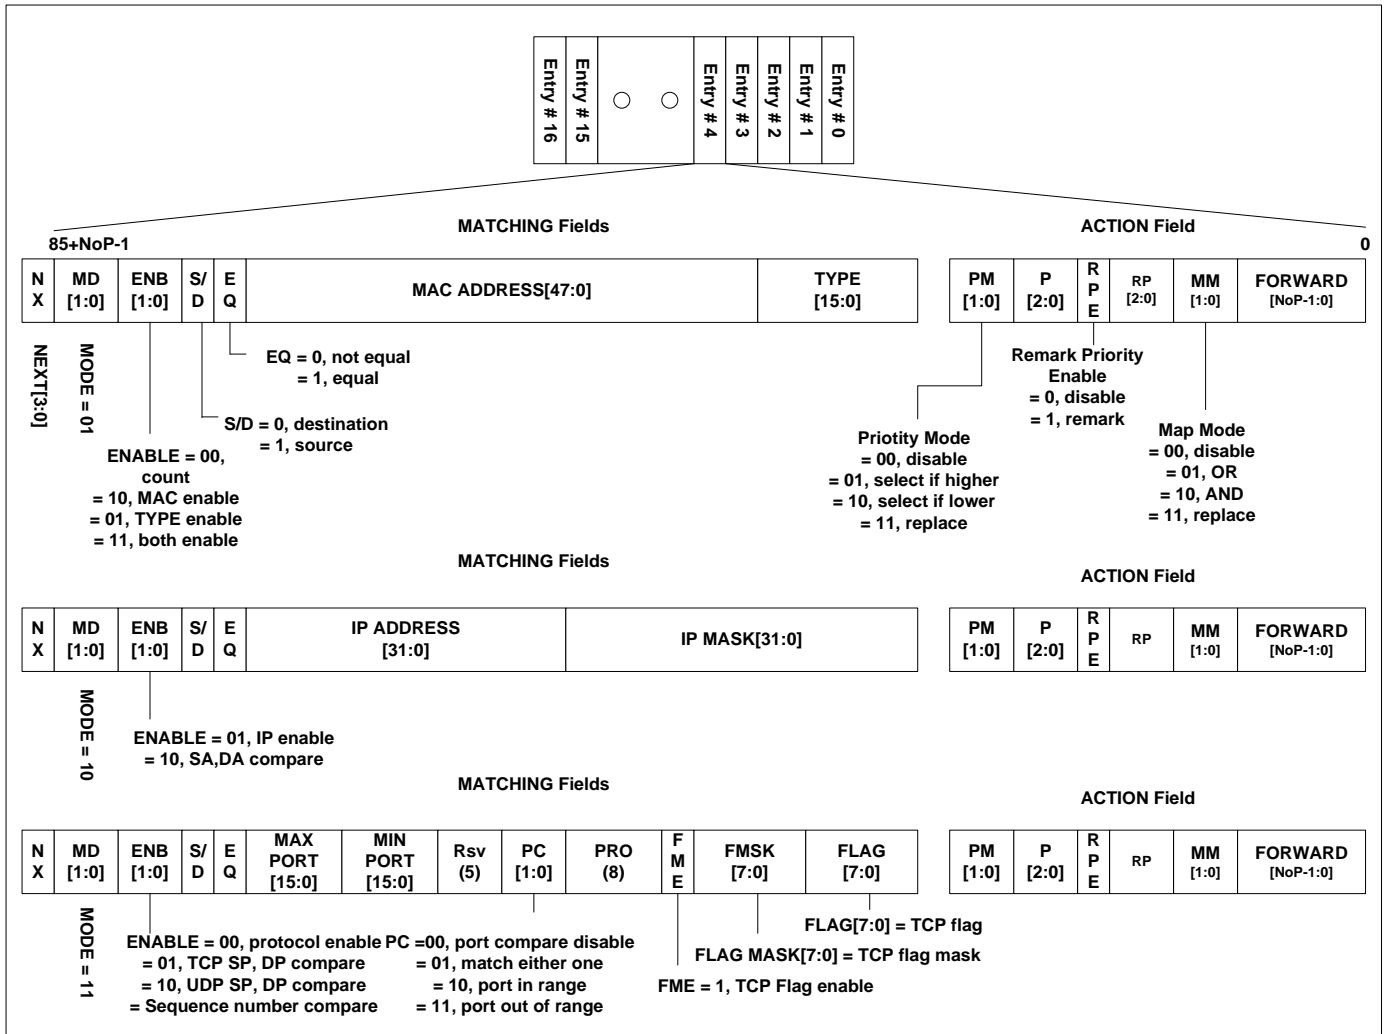 Entry # 16
Entry # 15
Entry # 4
Entry # 3
Entry # 2
Entry # 1
Entry # 0
MATCHING Fields
ACTION Field
85+NoP-1
0
N X
MD [1:0]
ENB [1:0]
S/ D
E Q
MAC ADDRESS[47:0]
TYPE [15:0]
PM [1:0]
P [2:0]
R P E
RP [2:0]
MM [1:0]
FORWARD [NoP-1:0]
NEXT[3:0]
MODE = 01
EQ = 0, not equal
= 1, equal
S/D = 0, destination
= 1, source
ENABLE = 00,
count
= 10, MAC enable
= 01, TYPE enable
= 11, both enable
Priotity Mode
= 00, disable
= 01, select if higher
= 10, select if lower
= 11, replace
Remark Priority
Enable
= 0, disable
= 1, remark
Map Mode
= 00, disable
= 01, OR
= 10, AND
= 11, replace
MATCHING Fields
ACTION Field
N X
MD [1:0]
ENB [1:0]
S/ D
E Q
IP ADDRESS [31:0]
IP MASK[31:0]
PM [1:0]
P [2:0]
R P E
RP
MM [1:0]
FORWARD [NoP-1:0]
MODE = 10
ENABLE = 01, IP enable
= 10, SA,DA compare
MATCHING Fields
ACTION Field
N X
MD [1:0]
ENB [1:0]
S/ D
E Q
MAX PORT [15:0]
MIN PORT [15:0]
Rsv (5)
PC [1:0]
PRO (8)
F M E
FMSK [7:0]
FLAG [7:0]
PM [1:0]
P [2:0]
R P E
RP
MM [1:0]
FORWARD [NoP-1:0]
MODE = 11
ENABLE = 00, protocol enable
= 01, TCP SP, DP compare
= 10, UDP SP, DP compare
= Sequence number compare
PC =00, port compare disable
= 01, match either one
= 10, port in range
= 11, port out of range
FLAG[7:0] = TCP flag
FLAG MASK[7:0] = TCP flag mask
FME = 1, TCP Flag enable